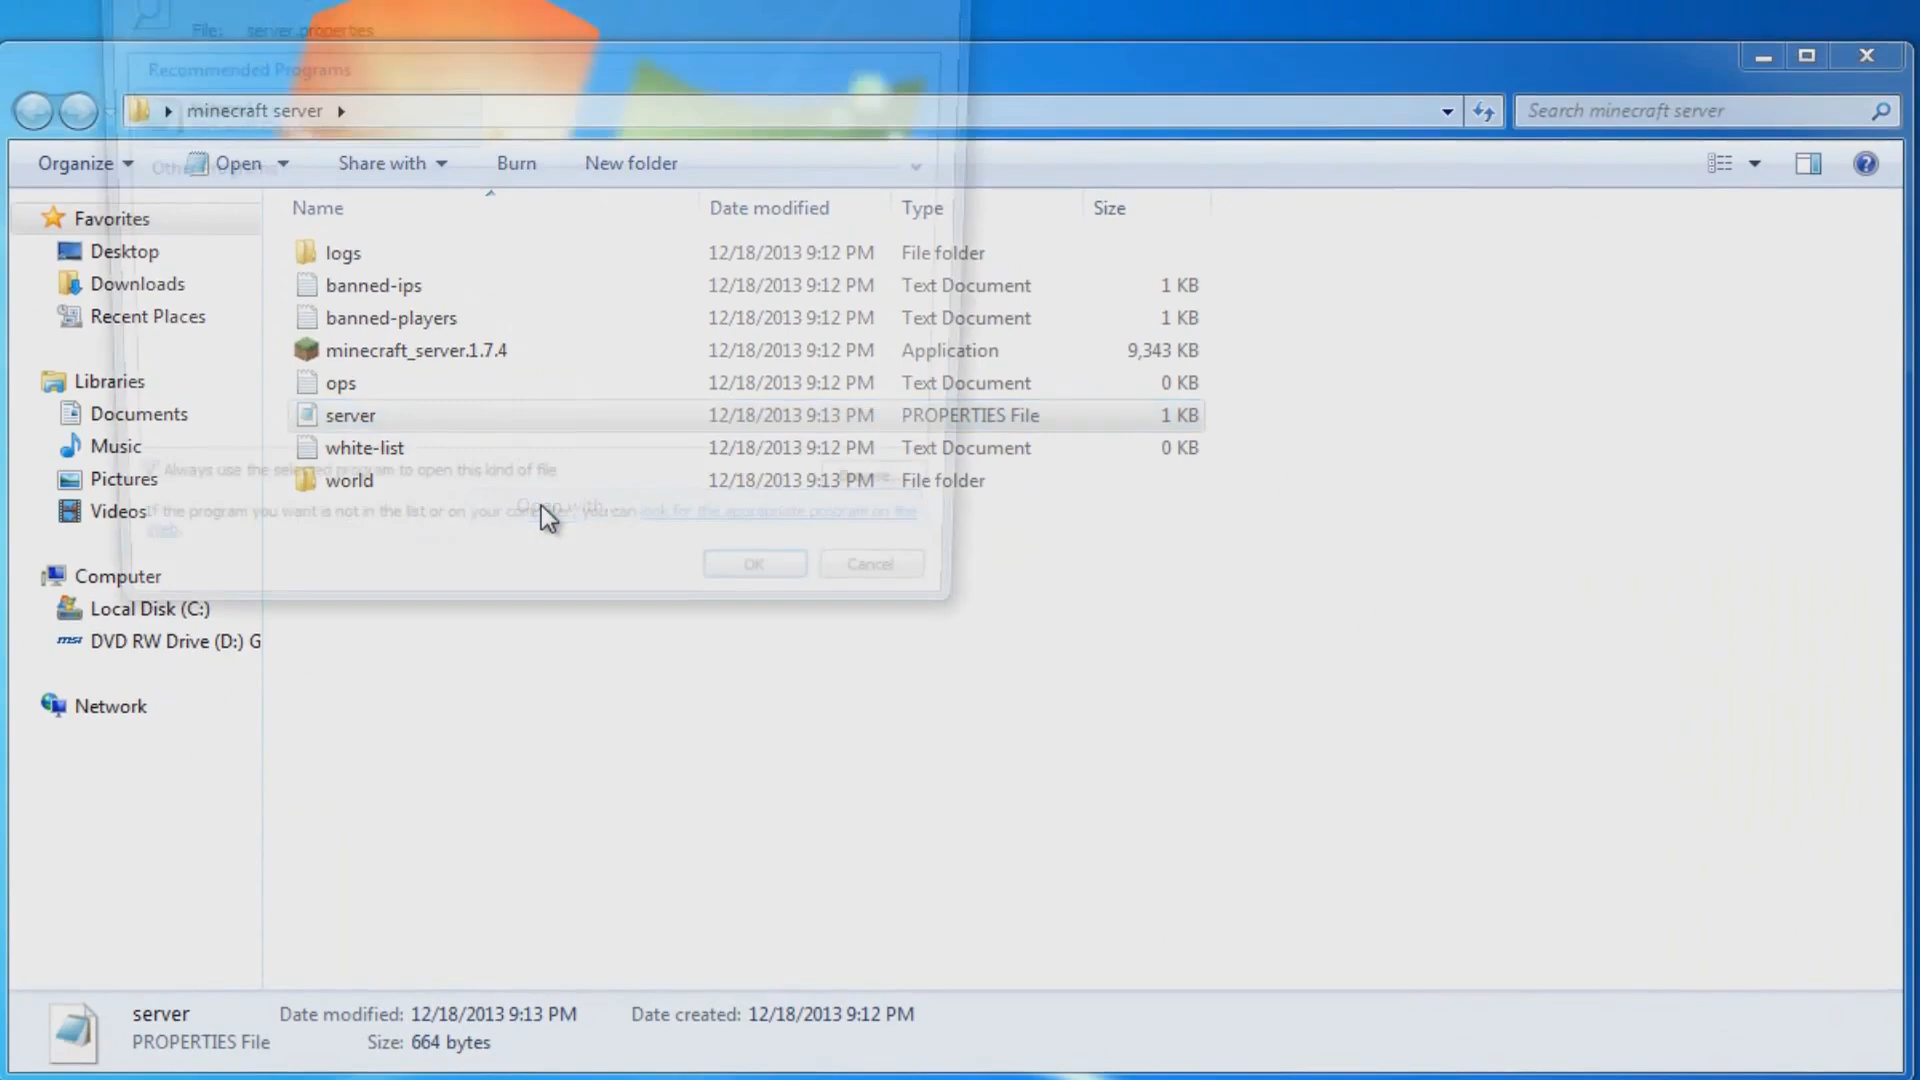 File: server.properties
Recommended Programs
minecraft server
Search minecraft server
Organize Open Share with Burn New folder
Name Date modified Type Size
Favorites
Desktop
Downloads
Recent Places
Libraries
Documents
Music
Pictures
Videos
Computer
Local Disk (C:)
msi DVD RW Drive (D:) G
Network
logs 12/18/2013 9:12 PM File folder
banned-ips 12/18/2013 9:12 PM Text Document 1 KB
banned-players 12/18/2013 9:12 PM Text Document 1 KB
minecraft_server.1.7.4 12/18/2013 9:12 PM Application 9,343 KB
ops 12/18/2013 9:12 PM Text Document 0 KB
server 12/18/2013 9:13 PM PROPERTIES File 1 KB
white-list 12/18/2013 9:12 PM Text Document 0 KB
world 12/18/2013 9:13 PM File folder
Always use the selected program to open this kind of file
Open with
If the program you want is not in the list or on your computer, you can look for the appropriate program on the
Web.
OK Cancel
server Date modified: 12/18/2013 9:13 PM Date created: 12/18/2013 9:12 PM
PROPERTIES File Size: 664 bytes